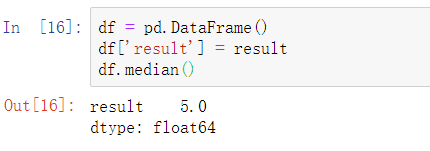 In [16]: df = pd.DataFrame()
df['result'] = result
df.median()
Out[16]: result 5.0
dtype: float64